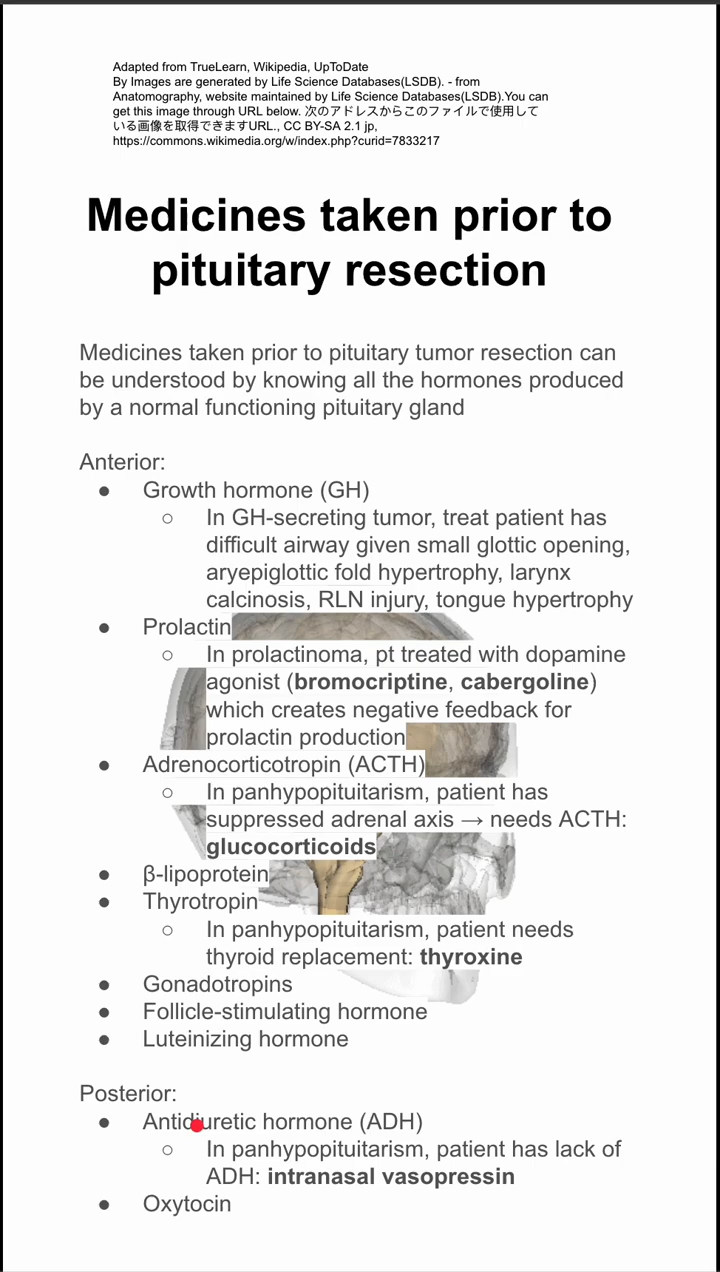 Adapted from TrueLearn, Wikipedia, UpToDate
By Images are generated by Life Science Databases(LSDB). - from
Anatomography, website maintained by Life Science Databases(LSDB).You can
get this image through URL below. 次のアドレスからこのファイルで使用して
いる画像を取得できますURL., CC BY-SA 2.1 jp,
https://commons.wikimedia.org/w/index.php?curid=7833217
Medicines taken prior to
pituitary resection
Medicines taken prior to pituitary tumor resection can
be understood by knowing all the hormones produced
by a normal functioning pituitary gland
Anterior:
● Growth hormone (GH)
○ In GH-secreting tumor, treat patient has
difficult airway given small glottic opening,
aryepiglottic fold hypertrophy, larynx
calcinosis, RLN injury, tongue hypertrophy
● Prolactin
○ In prolactinoma, pt treated with dopamine
agonist (bromocriptine, cabergoline)
which creates negative feedback for
prolactin production
● Adrenocorticotropin (ACTH)
○ In panhypopituitarism, patient has
suppressed adrenal axis → needs ACTH:
glucocorticoids
● β-lipoprotein
● Thyrotropin
○ In panhypopituitarism, patient needs
thyroid replacement: thyroxine
● Gonadotropins
● Follicle-stimulating hormone
● Luteinizing hormone
Posterior:
● Antidiuretic hormone (ADH)
○ In panhypopituitarism, patient has lack of
ADH: intranasal vasopressin
● Oxytocin